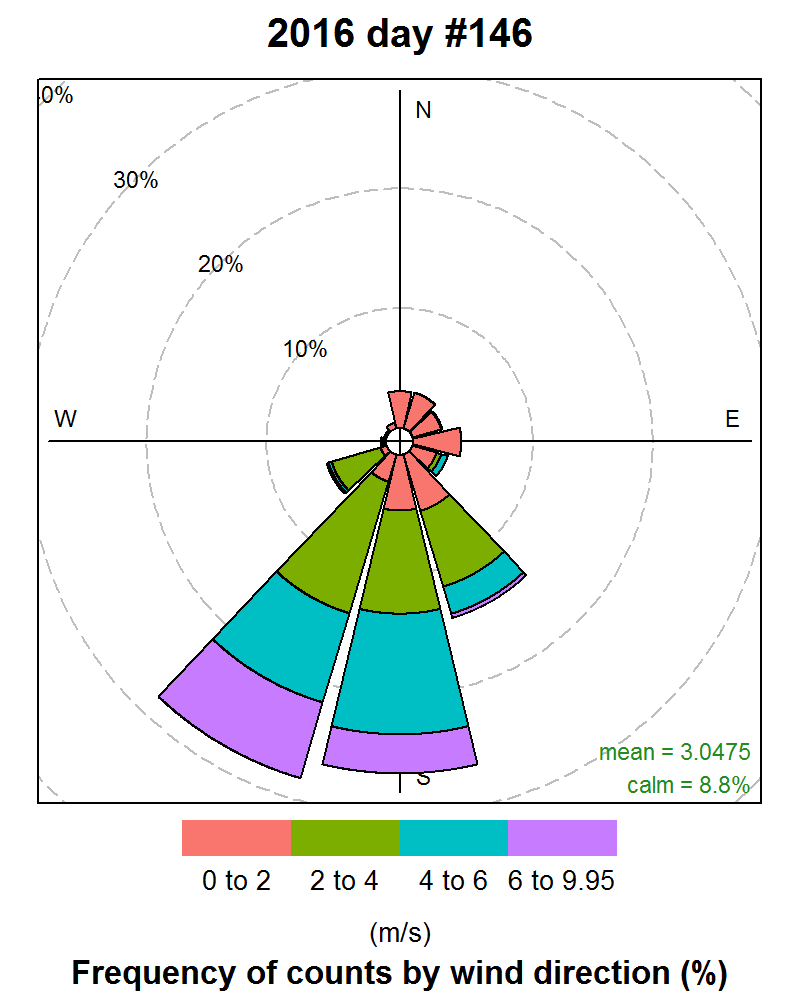 2016 day #146
0%
N
30%
20%
10%
W
E
mean = 3.0475
S
calm = 8.8%
0 to 2 2 to 4 4 to 6 6 to 9.95
(m/s)
Frequency of counts by wind direction (%)